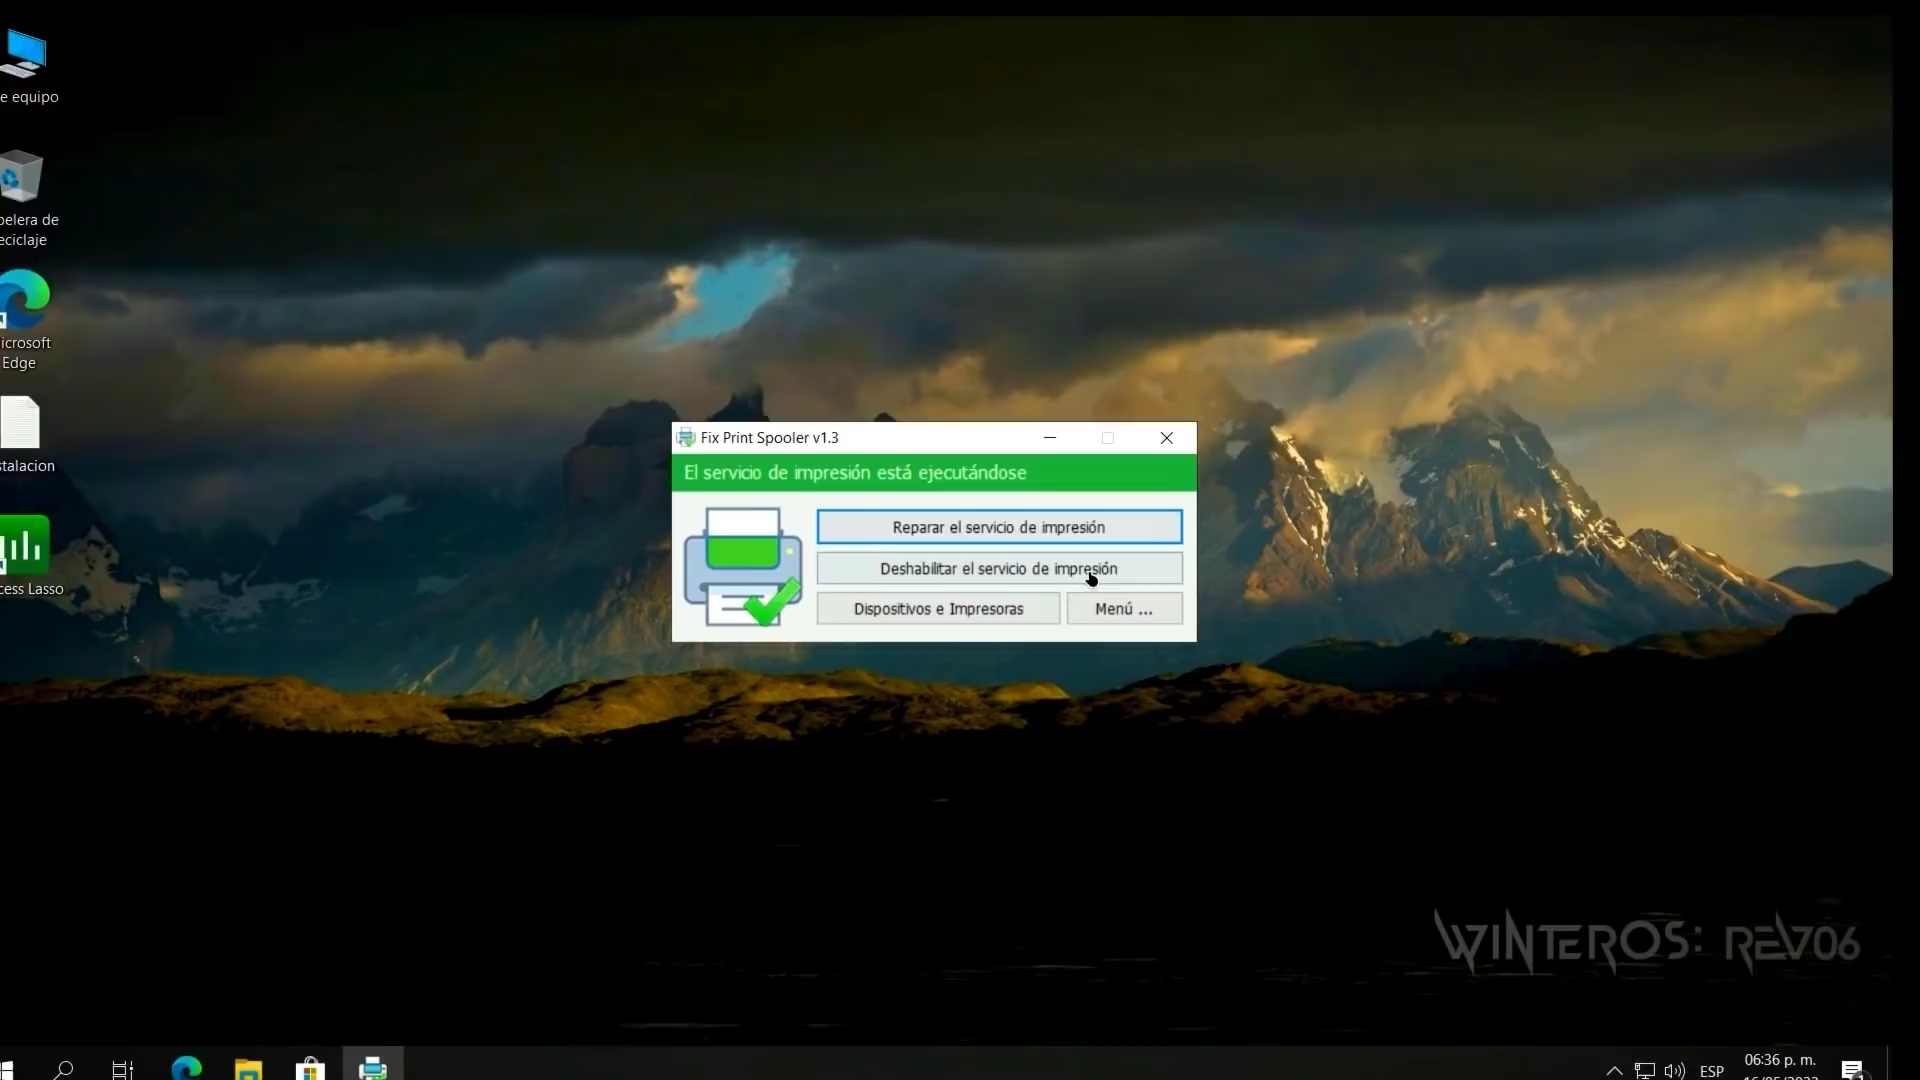 e equipo
pelera de
eciclaje
icrosoft
Edge
stalacion
cess Lasso
Fix Print Spooler v1.3
El servicio de impresión está ejecutándose
Reparar el servicio de impresión
Deshabilitar el servicio de impresión
Dispositivos e Impresoras
Menú ...
WINTEROS: REV06
ESP
06:36 p. m.